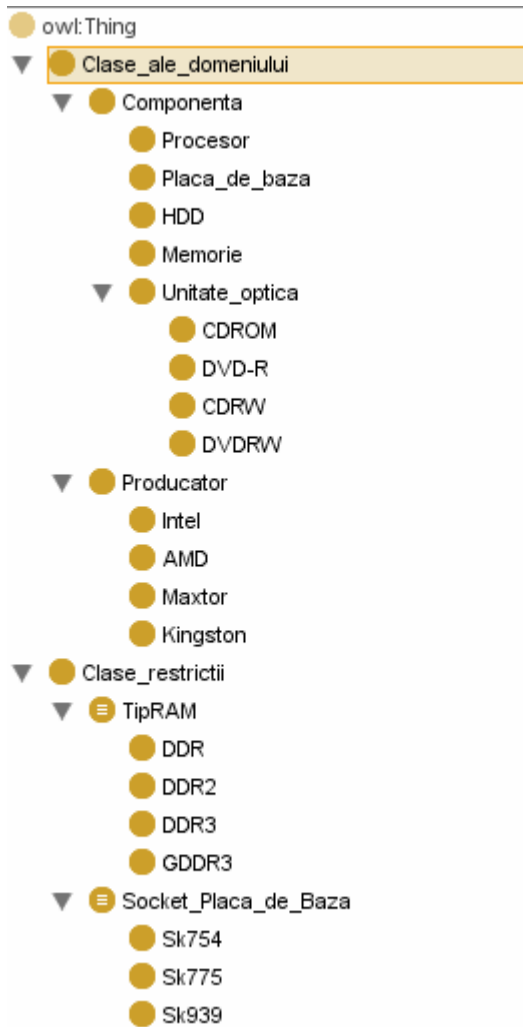 owl:Thing
Clase_ale_domeniului
Componenta
Procesor
Placa_de_baza
HDD
Memorie
Unitate_optica
CDROM
DVD-R
CDRW
DVDRW
Producator
Intel
AMD
Maxtor
Kingston
Clase_restrictii
TipRAM
DDR
DDR2
DDR3
GDDR3
Socket_Placa_de_Baza
Sk754
Sk775
Sk939